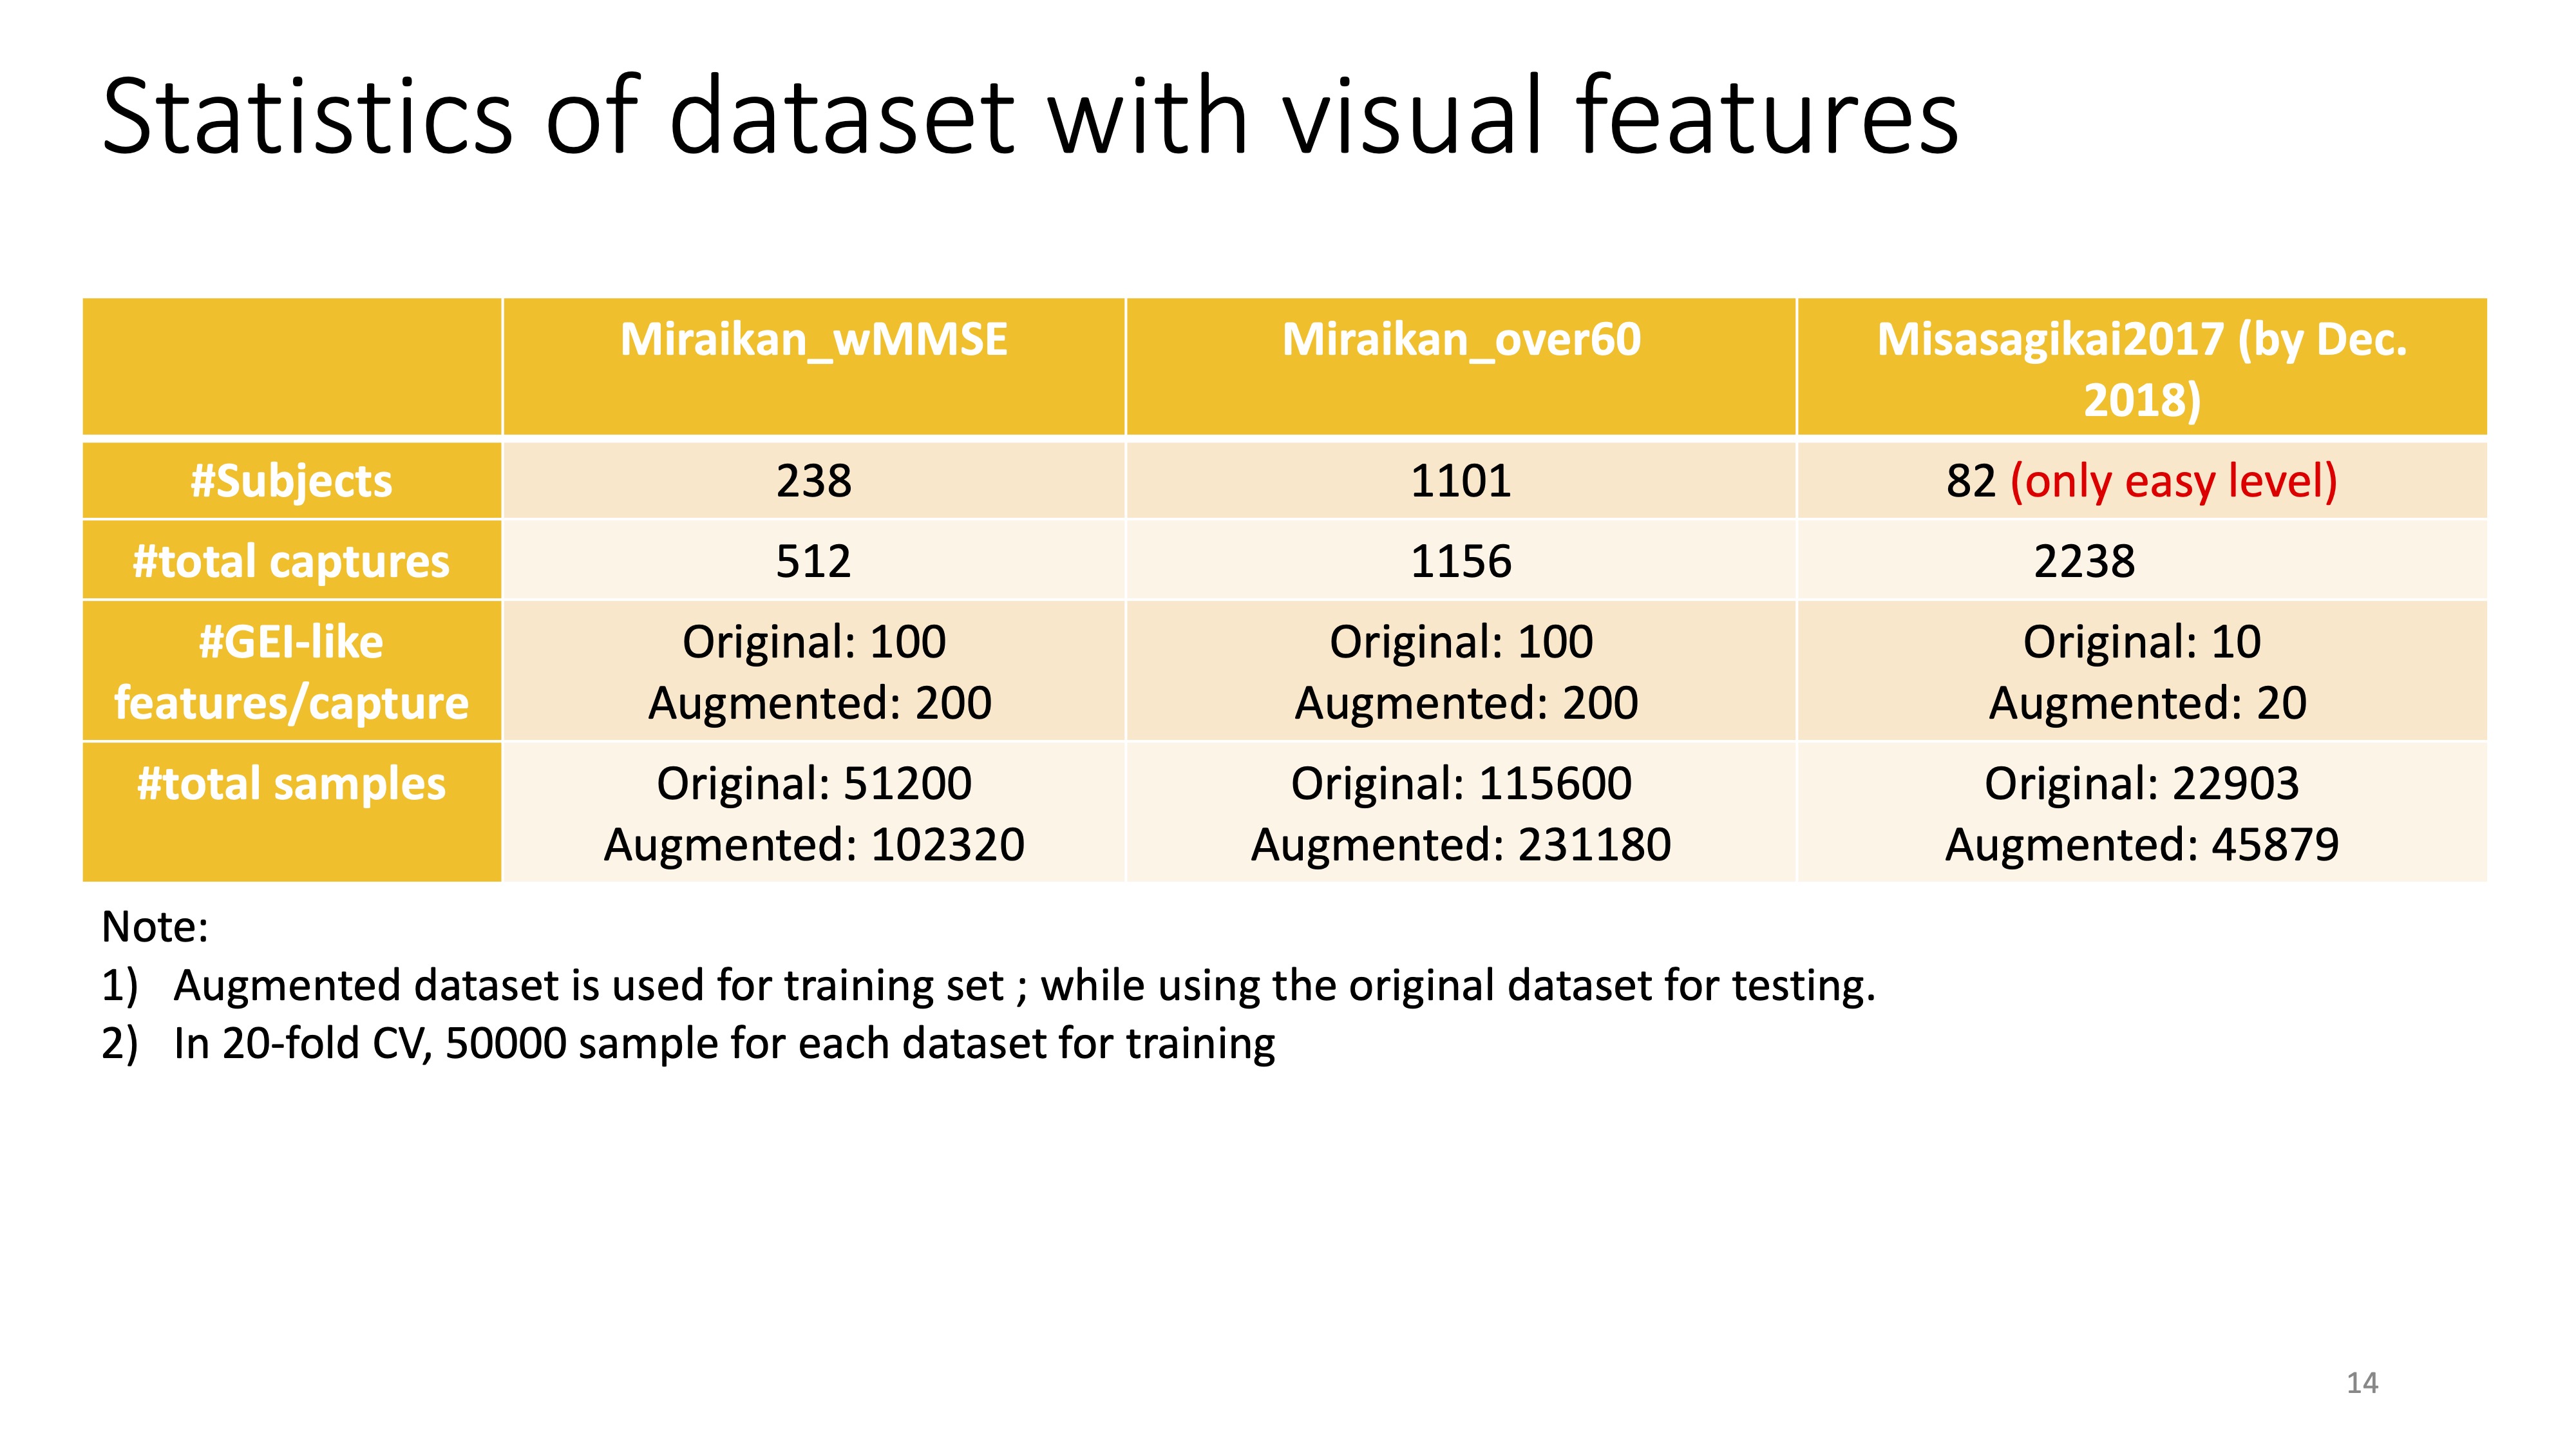 Statistics of dataset with visual features
Miraikan_wMMSE
Miraikan_over60
Misasagikai2017 (by Dec.
2018)
#Subjects
238
1101
82 (only easy level)
#total captures
512
1156
2238
#GEI-like
features/capture
Original: 100
Augmented: 200
Original: 100
Augmented: 200
Original: 10
Augmented: 20
#total samples
Original: 51200
Augmented: 102320
Original: 115600
Augmented: 231180
Original: 22903
Augmented: 45879
Note:
1) Augmented dataset is used for training set ; while using the original dataset for testing.
2) In 20-fold CV, 50000 sample for each dataset for training
14